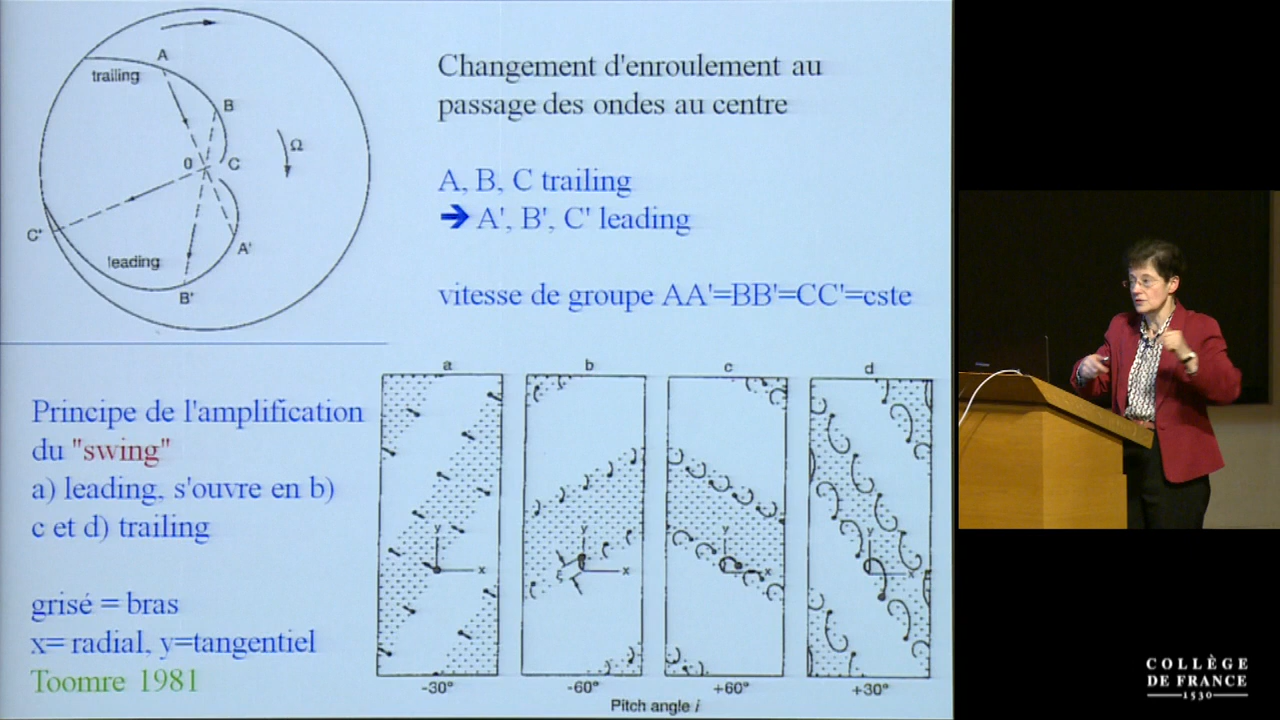 A
trailing
B
Ω
0
C
C'
A'
leading
B'
Changement d'enroulement au
passage des ondes au centre
A, B, C trailing
➔ A', B', C' leading
vitesse de groupe AA'=BB'=CC'=cste
Principe de l'amplification
du "swing"
a) leading, s'ouvre en b)
c et d) trailing
grisé = bras
x= radial, y=tangentiel
Toomre 1981
a b c d
y y y y
x x x x
ξ
-30° -60° +60° +30°
Pitch angle i
COLLÈGE
DE FRANCE
1530